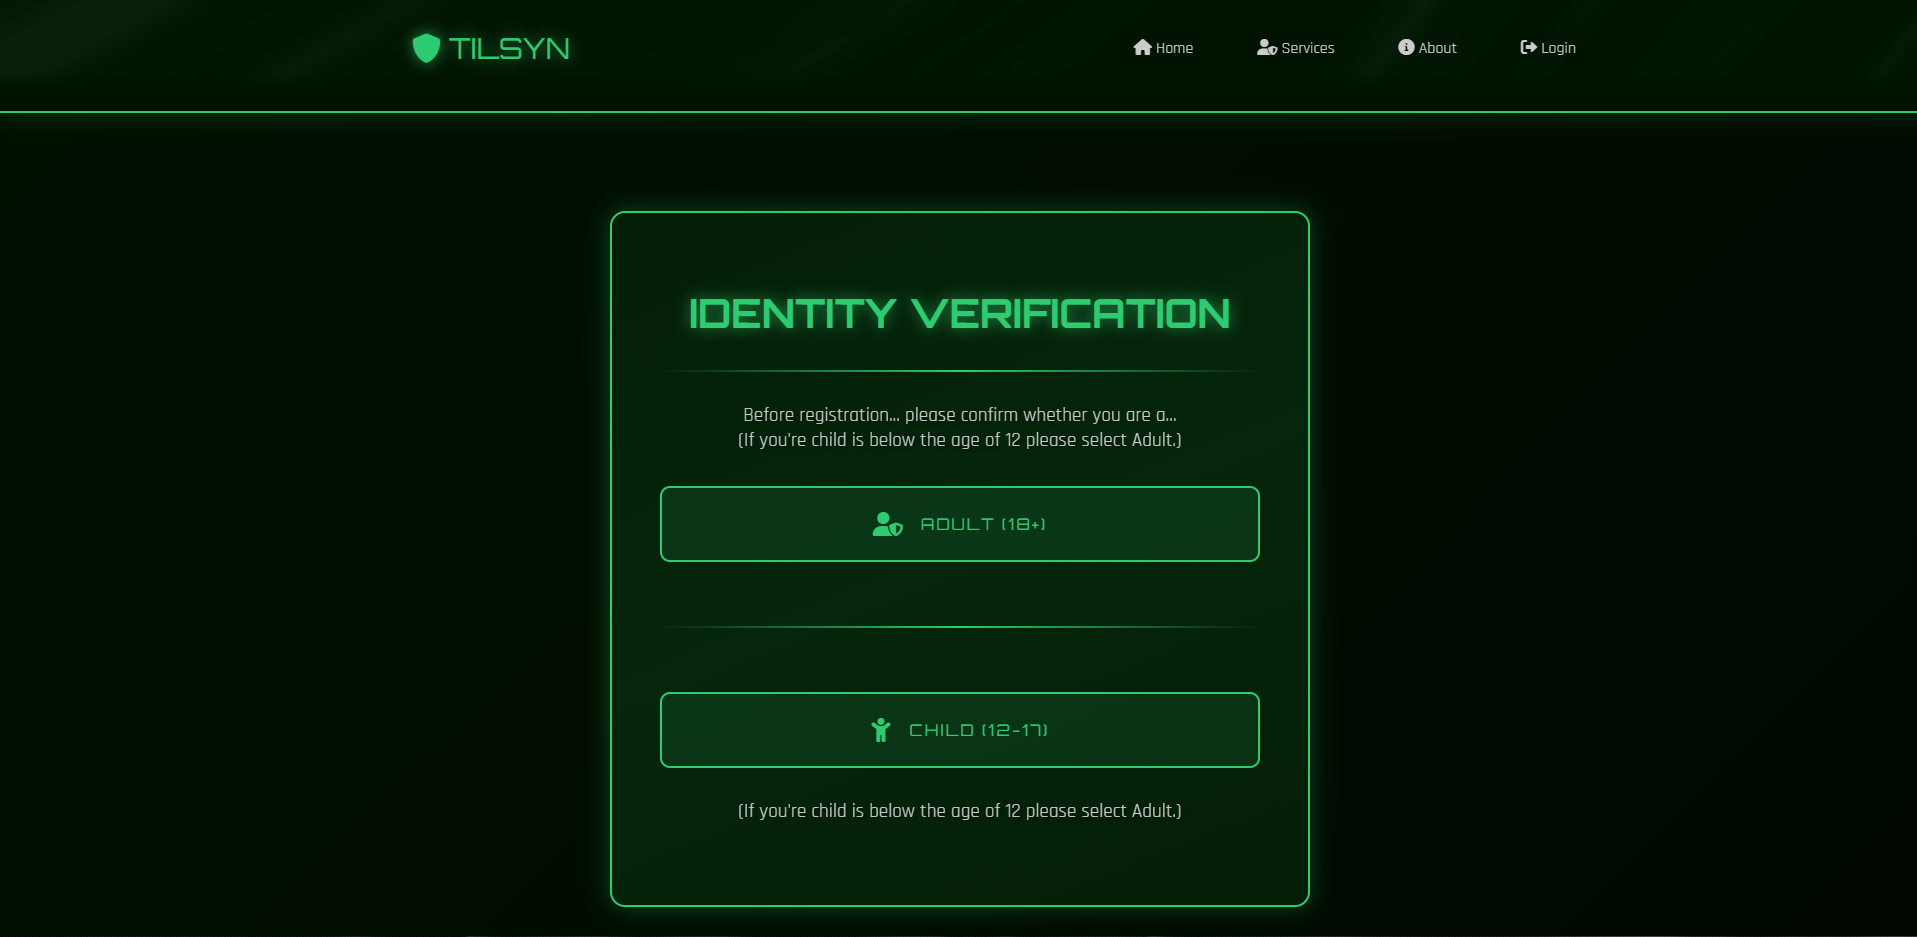 TILSYN
Home
Services
About
Login
IDENTITY VERIFICATION
Before registration... please confirm whether you are a...
(If you're child is below the age of 12 please select Adult.)
ADULT (18+)
CHILD (12-17)
(If you're child is below the age of 12 please select Adult.)